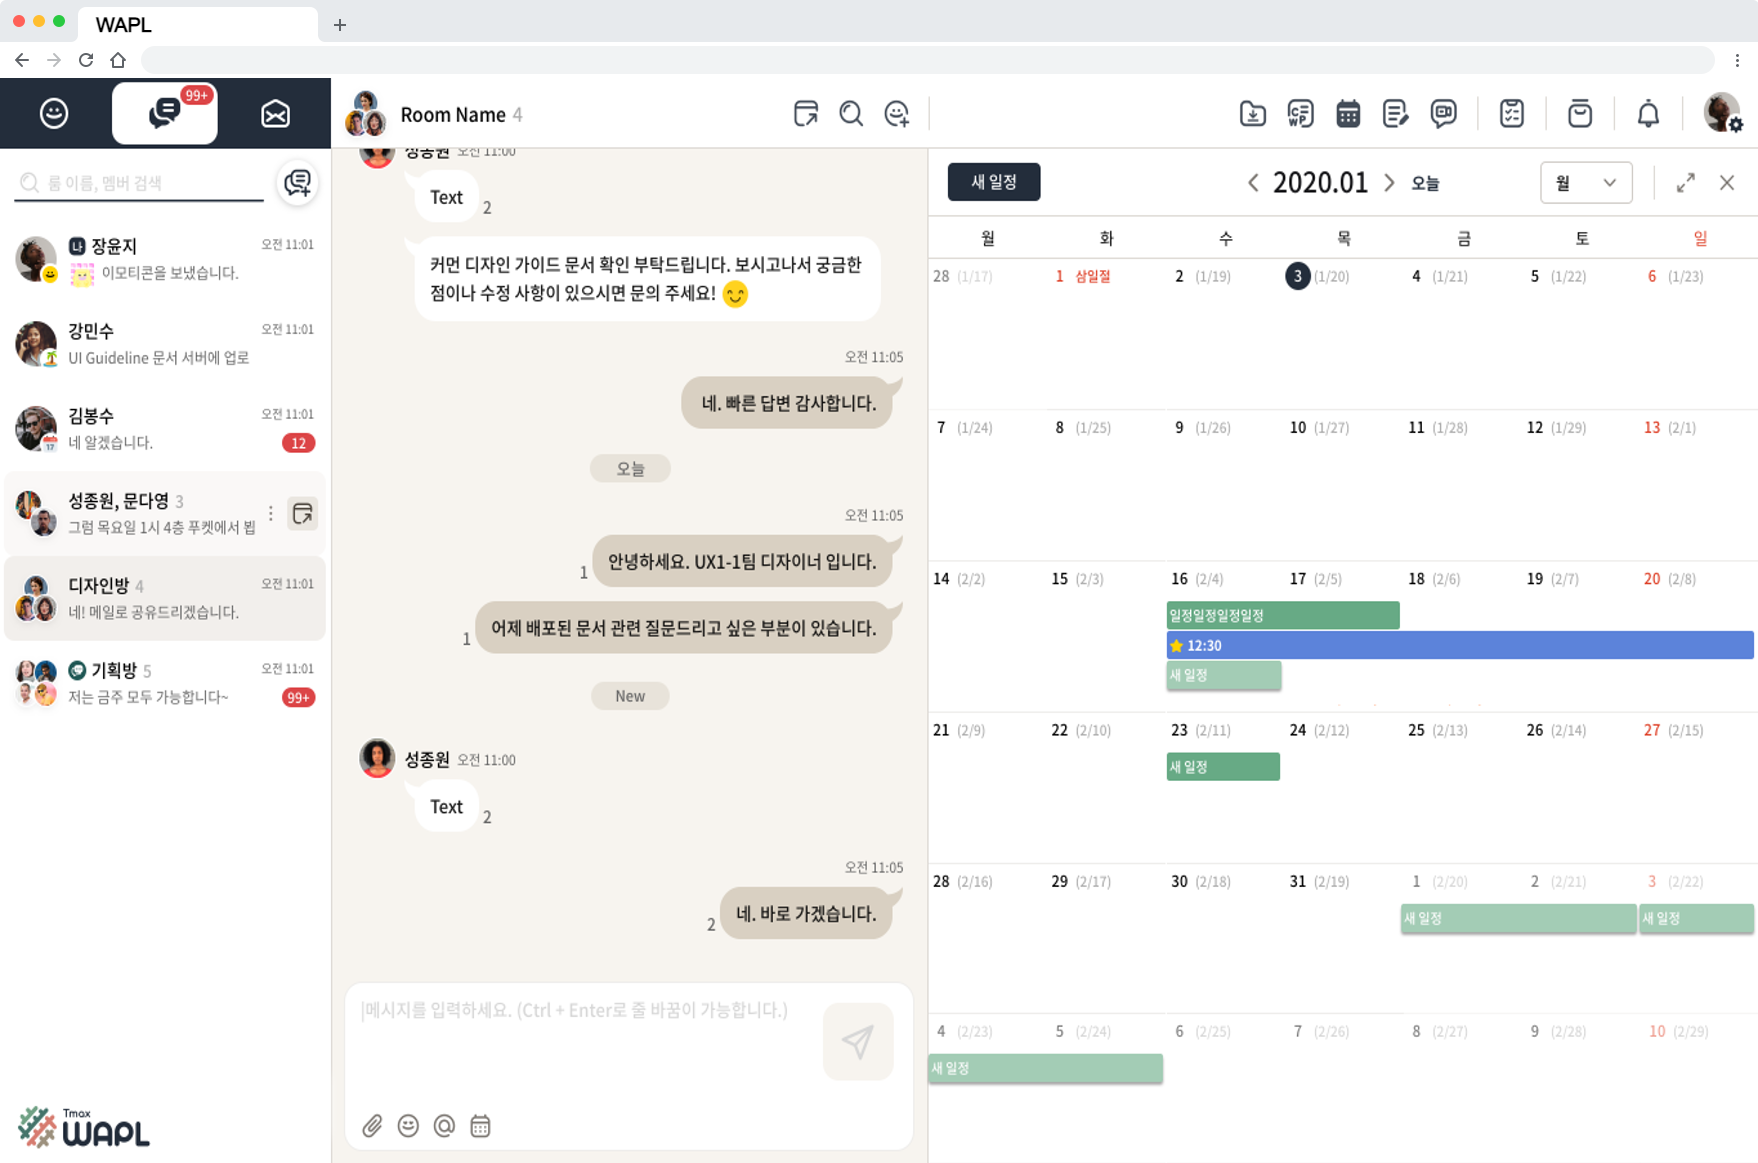 WAPL
99+
룸 이름, 멤버 검색
나 장윤지
오전 11:01
이모티콘을 보냈습니다.
강민수
오전 11:01
UI Guideline 문서 서버에 업로
김봉수
오전 11:01
네 알겠습니다.
12
17
성종원, 문다영 3
그럼 목요일 1시 4층 푸켓에서 뵙
디자인방 4
오전 11:01
네! 메일로 공유드리겠습니다.
기획방 5
오전 11:01
저는 금주 모두 가능합니다~
99+
Tmax
WAPL
Room Name 4
성종원 오전 11:00
Text
2
커먼 디자인 가이드 문서 확인 부탁드립니다. 보시고나서 궁금한
점이나 수정 사항이 있으시면 문의 주세요!
오전 11:05
네. 빠른 답변 감사합니다.
오늘
오전 11:05
1 안녕하세요. UX1-1팀 디자이너 입니다.
1 어제 배포된 문서 관련 질문드리고 싶은 부분이 있습니다.
New
성종원 오전 11:00
Text
2
오전 11:05
2 네. 바로 가겠습니다.
메시지를 입력하세요. (Ctrl + Enter로 줄 바꿈이 가능합니다.)
새 일정
2020.01
오늘
월
월 화 수 목 금 토 일
28 (1/17) 1 삼일절 2 (1/19) 3 (1/20) 4 (1/21) 5 (1/22) 6 (1/23)
7 (1/24) 8 (1/25) 9 (1/26) 10 (1/27) 11 (1/28) 12 (1/29) 13 (2/1)
14 (2/2) 15 (2/3) 16 (2/4) 17 (2/5) 18 (2/6) 19 (2/7) 20 (2/8)
일정일정일정일정
12:30
새 일정
21 (2/9) 22 (2/10) 23 (2/11) 24 (2/12) 25 (2/13) 26 (2/14) 27 (2/15)
새 일정
28 (2/16) 29 (2/17) 30 (2/18) 31 (2/19) 1 (2/20) 2 (2/21) 3 (2/22)
새 일정 새 일정
4 (2/23) 5 (2/24) 6 (2/25) 7 (2/26) 8 (2/27) 9 (2/28) 10 (2/29)
새 일정